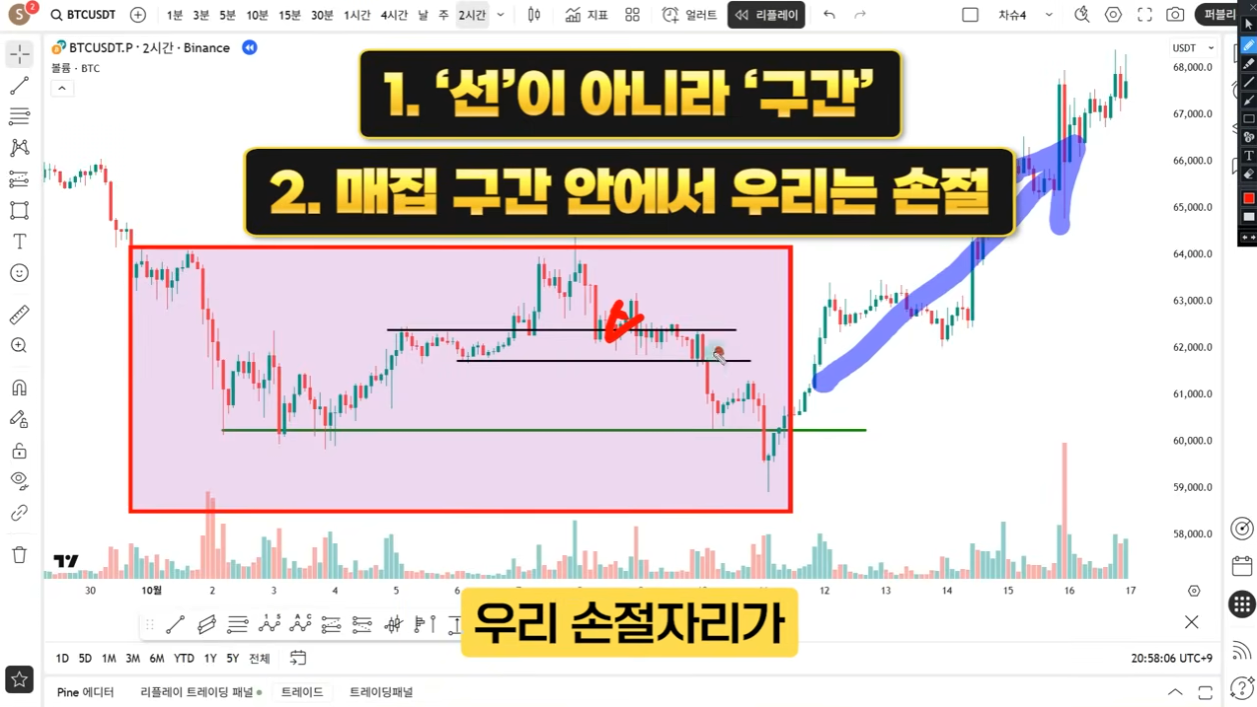 S 2 BTCUSDT 1분 3분 5분 10분 15분 30분 1시간 4시간 날 주 2시간 지표 얼러트 리플레이 차슈4 퍼블리
BTCUSDT.P · 2시간 · Binance
볼륨 · BTC
1. ‘선’이 아니라 ‘구간’
2. 매집 구간 안에서 우리는 손절
USDT
68,000.0
67,000.0
66,000.0
65,000.0
64,000.0
63,000.0
62,000.0
61,000.0
60,000.0
59,000.0
58,000.0
30 10월 2 3 4 5 6 11 12 13 14 15 16 17
우리 손절자리가
1D 5D 1M 3M 6M YTD 1Y 5Y 전체 20:58:06 UTC+9
Pine 에디터 리플레이 트레이딩 패널 트레이드 트레이딩패널